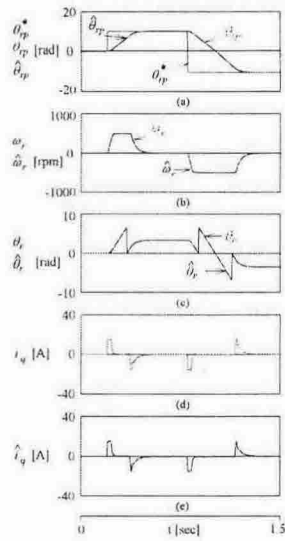 20
θ*rp
θrp [rad]
θ̂rp
0
-20
θ̂rp
θrp
θ*rp
(a)
1000
ωr
ω̂r [rpm]
0
-1000
ωr
ω̂r
(b)
10
θr
θ̂r [rad]
0
-10
θr
θ̂r
(c)
40
iq [A]
0
-40
(d)
40
îq [A]
0
-40
(e)
0 t [sec] 1.5